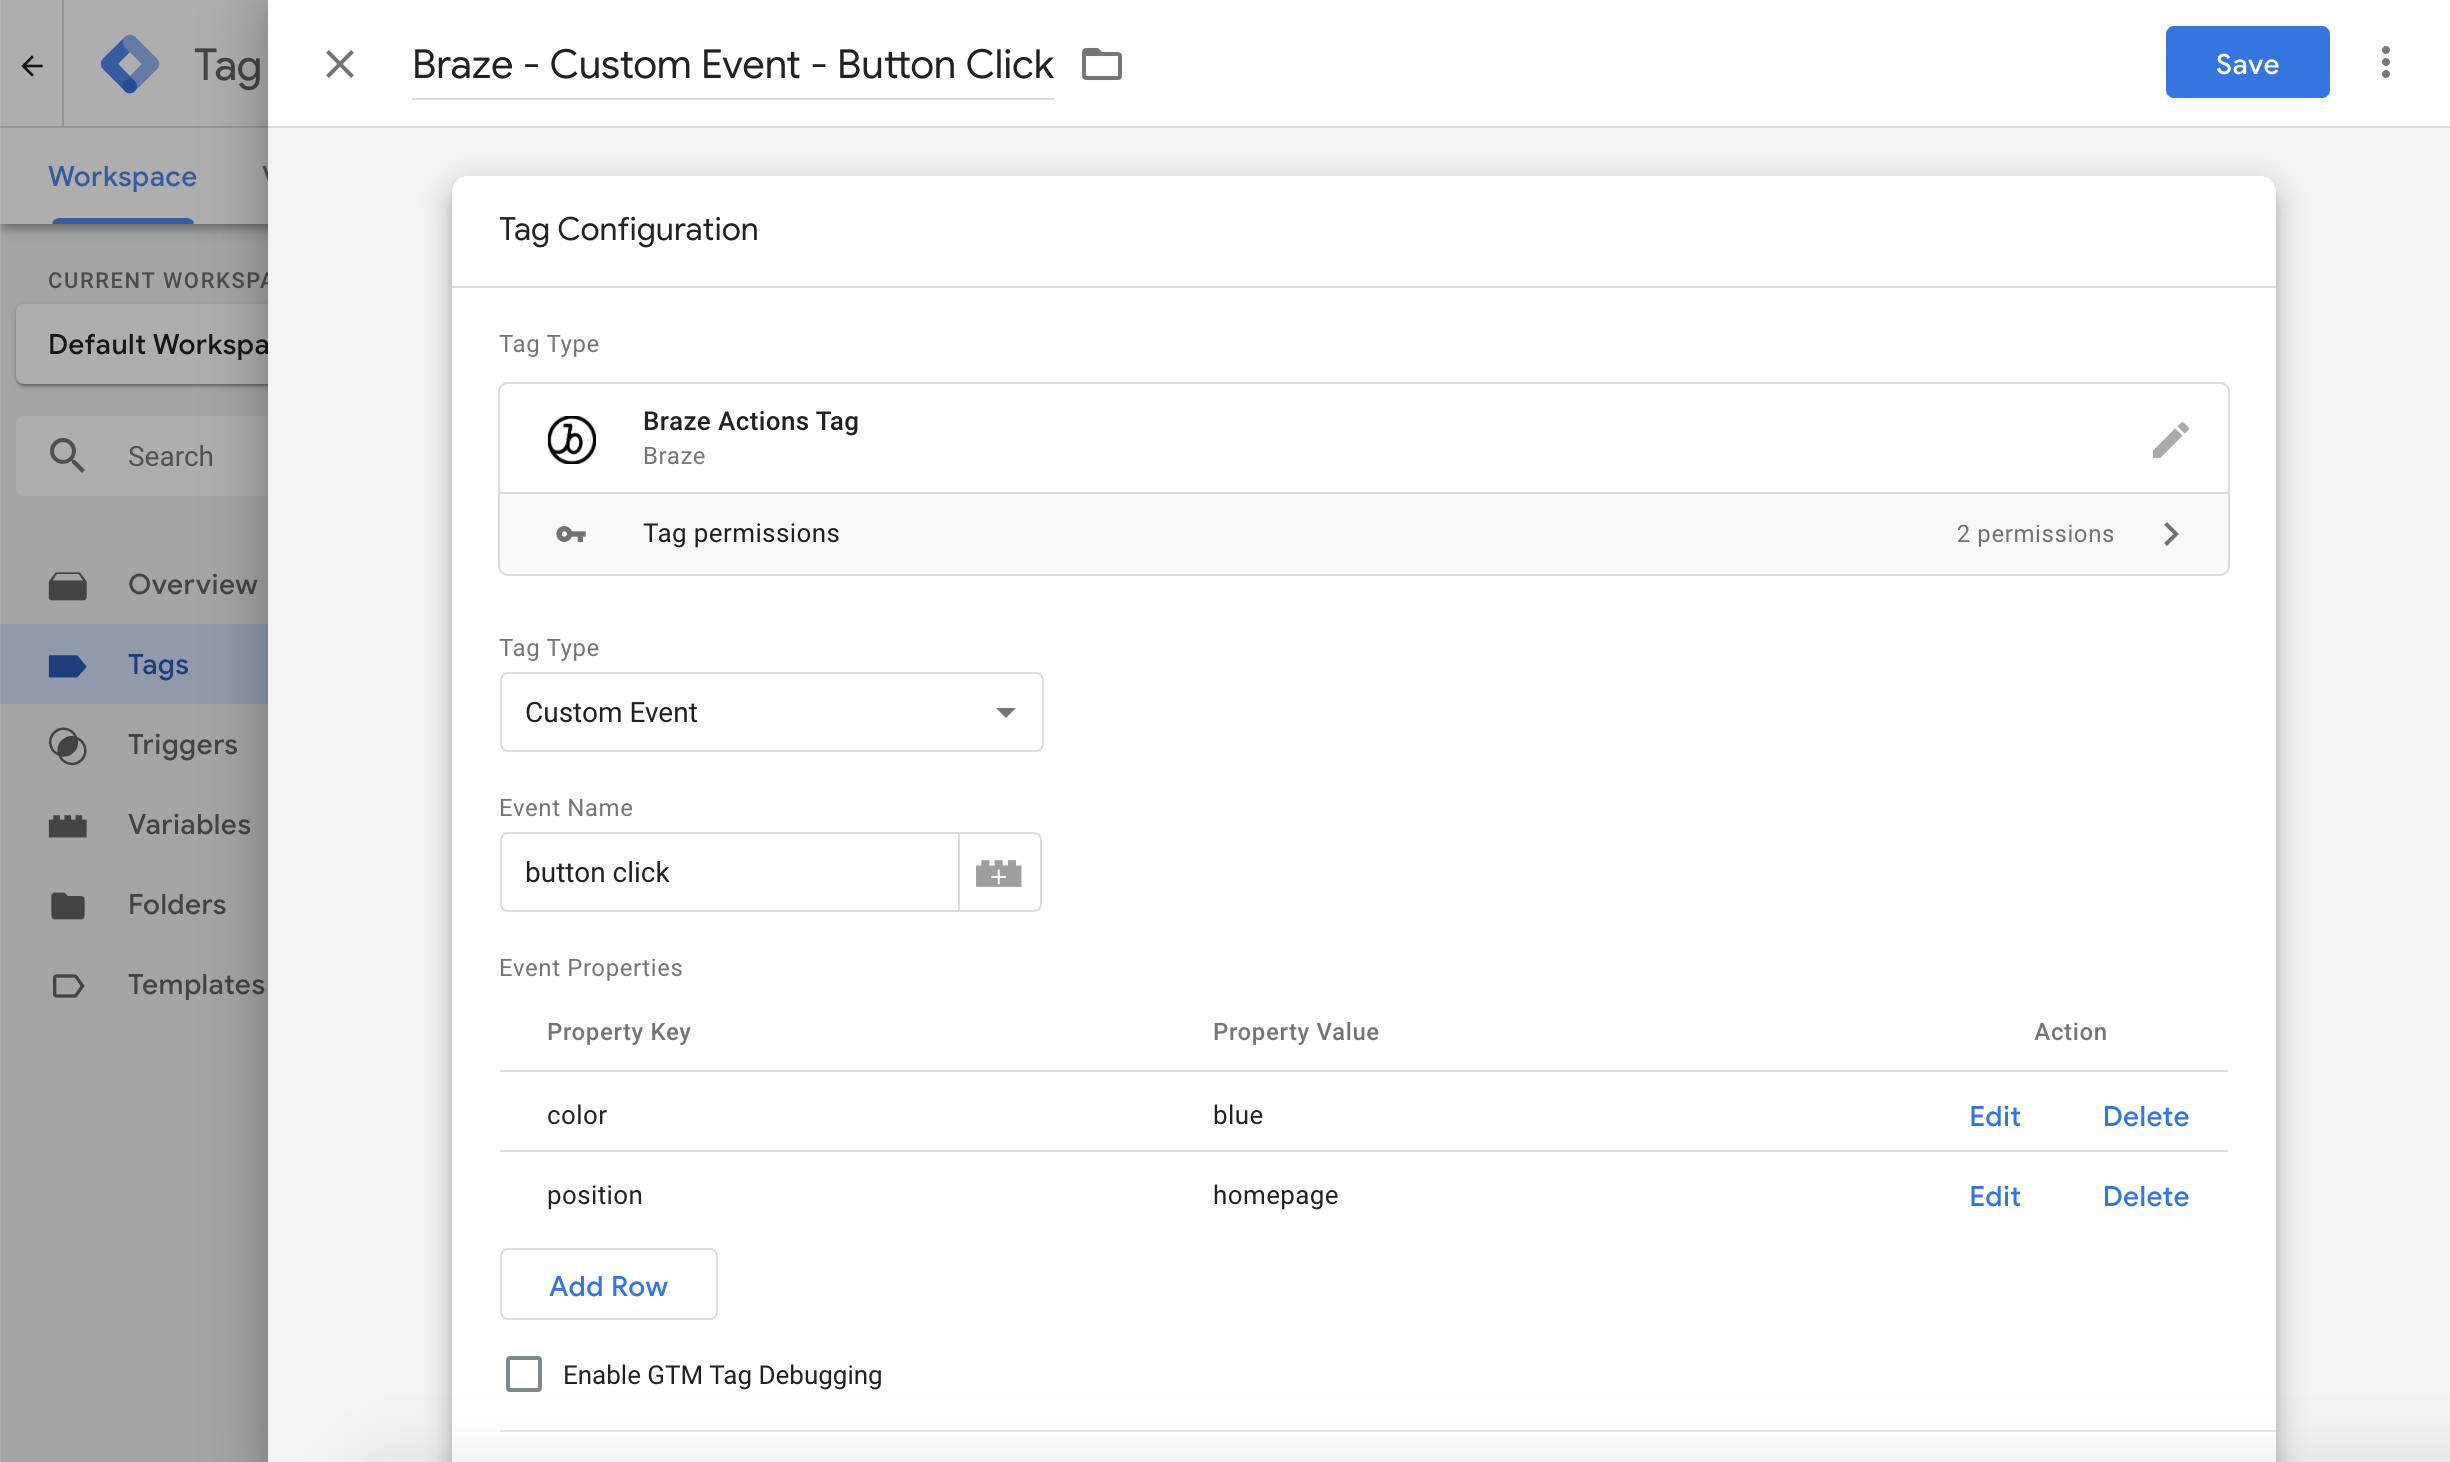 Tag
Braze - Custom Event - Button Click
Save
Workspace
CURRENT WORKSPA
Default Workspa
Search
Overview
Tags
Triggers
Variables
Folders
Templates
Tag Configuration
Tag Type
Braze Actions Tag
Braze
Tag permissions
2 permissions
Tag Type
Custom Event
Event Name
button click
Event Properties
Property Key Property Value Action
color blue Edit Delete
position homepage Edit Delete
Add Row
Enable GTM Tag Debugging